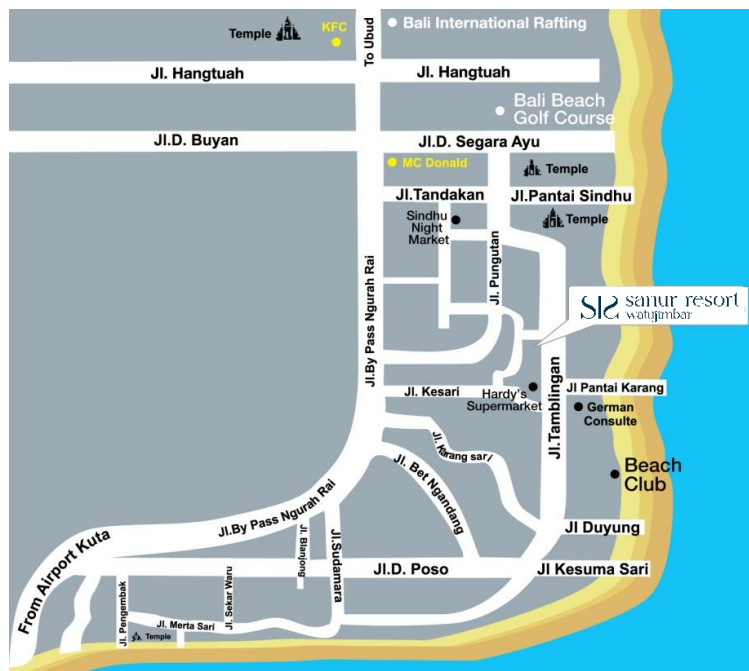 Temple
KFC
To Ubud
Bali International Rafting
Jl. Hangtuah
Jl. Hangtuah
Bali Beach
Golf Course
Jl.D. Buyan
Jl.D. Segara Ayu
MC Donald
Temple
Jl.Tandakan
Jl.Pantai Sindhu
Sindhu
Night
Market
Temple
Jl. Pungutan
Jl.By Pass Ngurah Rai
SIS sanur resort
watujimbar
Jl. Kesari
Hardy's
Supermarket
Jl Pantai Karang
Jl.Tamblingan
German
Consulte
Jl. Karang sari
Jl. Bet Ngandang
Beach
Club
Jl.By Pass Ngurah Rai
Jl Duyung
From Airport Kuta
Jl. Blanjong
Jl.Sudamara
Jl.D. Poso
Jl Kesuma Sari
Jl. Pengembak
Jl. Sekar Waru
Jl. Merta Sari
Temple